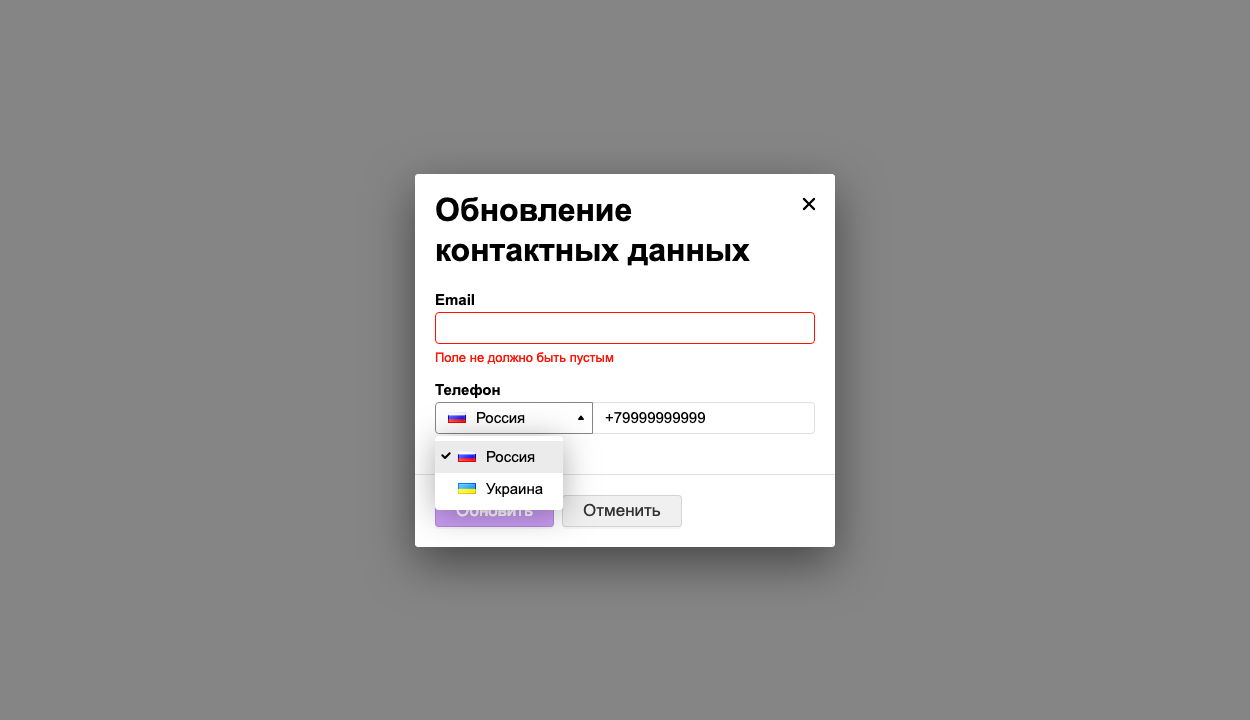 Обновление
контактных данных
Email
Поле не должно быть пустым
Телефон
Россия +79999999999
Россия
Украина
Обновить Отменить